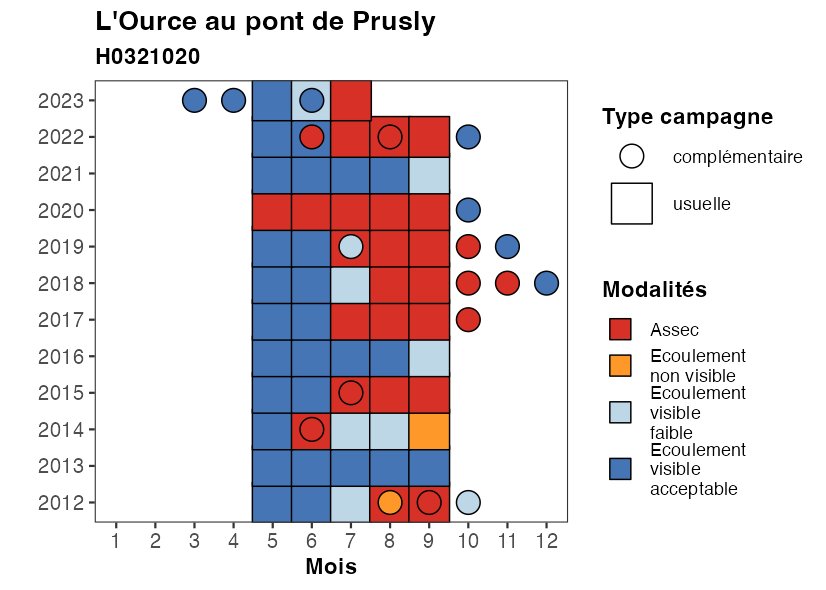 L'Ource au pont de Prusly
H0321020
2023
2022
2021
2020
2019
2018
2017
2016
2015
2014
2013
2012
1 2 3 4 5 6 7 8 9 10 11 12
Mois
Type campagne
complémentaire
usuelle
Modalités
Assec
Ecoulement
non visible
Ecoulement
visible
faible
Ecoulement
visible
acceptable